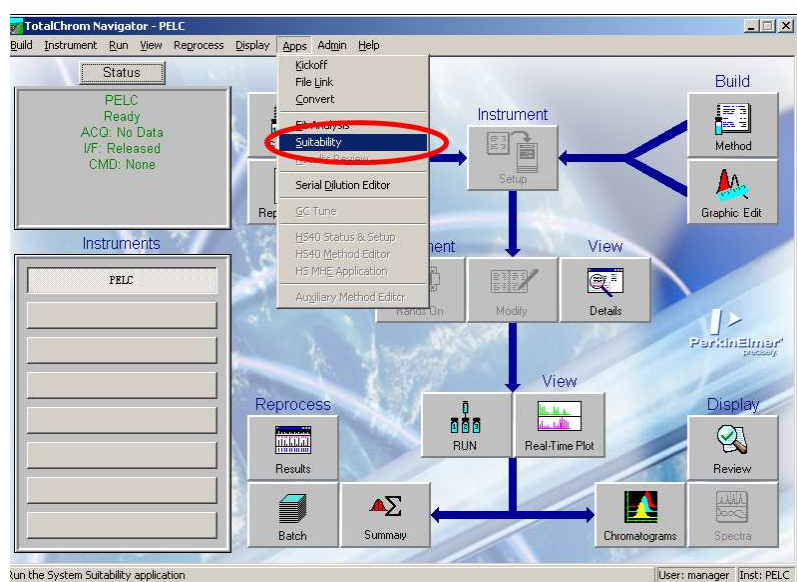 TotalChrom Navigator - PELC
Build Instrument Run View Reprocess Display Apps Admin Help
Status
PELC
Ready
ACQ: No Data
I/F: Released
CMD: None
Kickoff
File Link
Convert
Suitability
Results Review
Serial Dilution Editor
GC Tune
HS40 Status & Setup
HS40 Method Editor
HS MHE Application
Auxiliary Method Editor
Instrument
Setup
Build
Method
Graphic Edit
Rep
Instruments
PELC
ent
Hands On
Modify
View
Details
PerkinElmer
precisely.
Reprocess
Results
Batch
Summary
View
RUN
Real-Time Plot
Display
Review
Chromatograms
Spectra
Run the System Suitability application
User: manager Inst: PELC